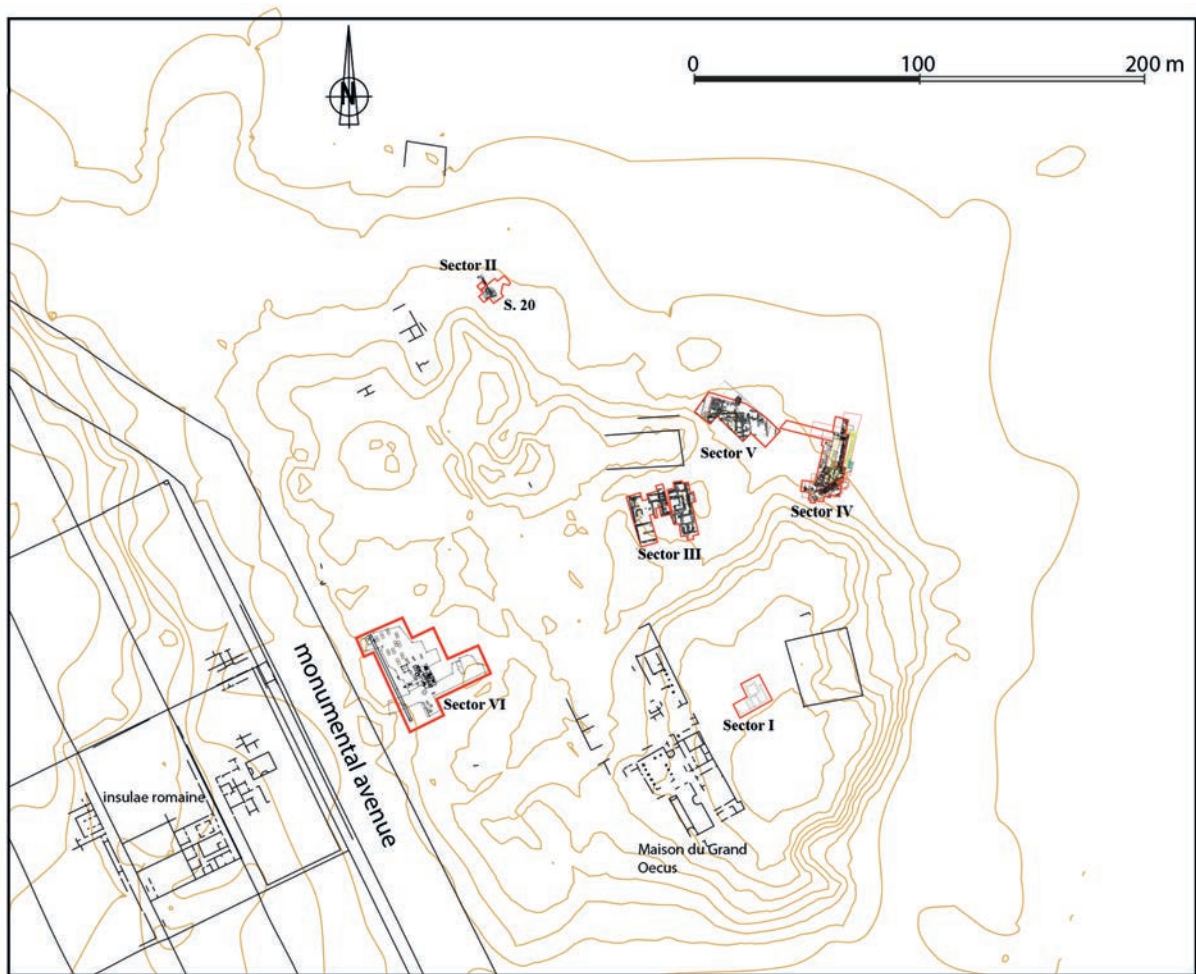 N
0 100 200 m
Sector II
S. 20
Sector V
Sector IV
Sector III
Sector VI
Sector I
monumental avenue
insulae romaine
Maison du Grand
Oecus